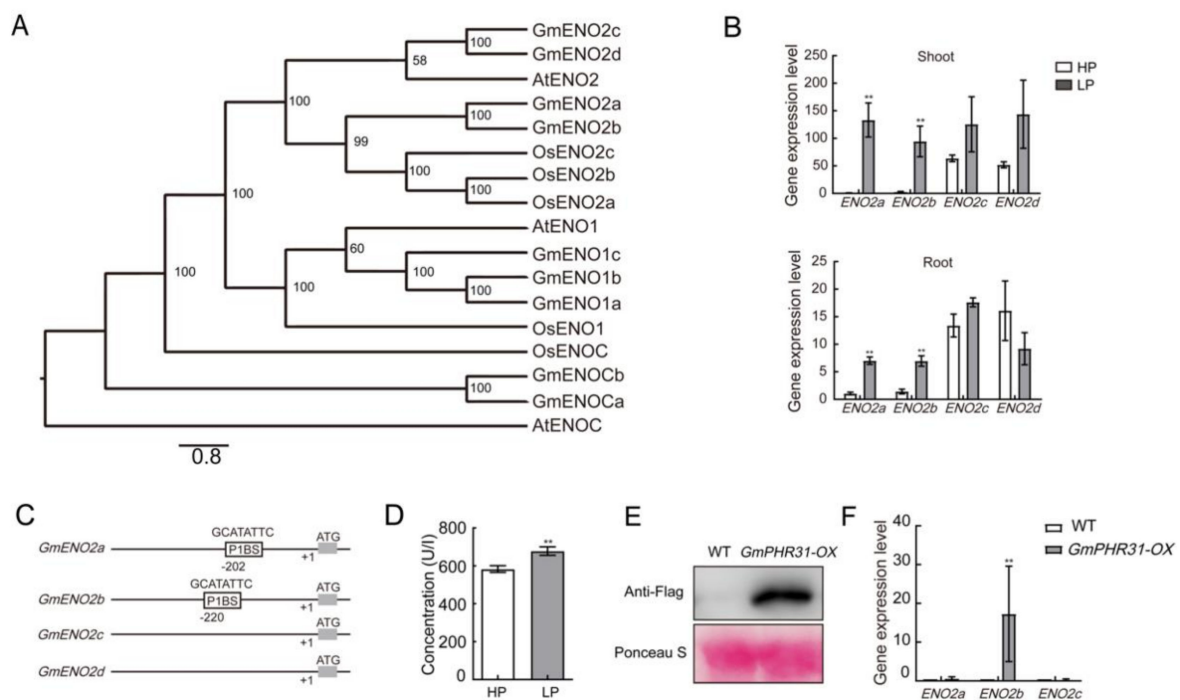 A
GmENO2c
100
GmENO2d
58
AtENO2
100
GmENO2a
100
GmENO2b
99
OsENO2c
100
OsENO2b
100
OsENO2a
100
AtENO1
60
GmENO1c
100
GmENO1b
100
GmENO1a
100
100
OsENO1
OsENOC
GmENOCb
100
GmENOCa
AtENOC
0.8
B
Shoot
HP
LP
Gene expression level
250
200
150
100
50
0
**
**
ENO2a ENO2b ENO2c ENO2d
Root
Gene expression level
25
20
15
10
5
0
**
**
ENO2a ENO2b ENO2c ENO2d
C
GmENO2a
GCATATTC
P1BS
-202
+1
ATG
GmENO2b
GCATATTC
P1BS
-220
+1
ATG
GmENO2c
+1
ATG
GmENO2d
+1
ATG
D
Concentration (U/l)
800
600
400
200
0
**
HP LP
E
WT GmPHR31-OX
Anti-Flag
Ponceau S
F
WT
GmPHR31-OX
Gene expression level
40
30
20
10
0
**
ENO2a ENO2b ENO2c